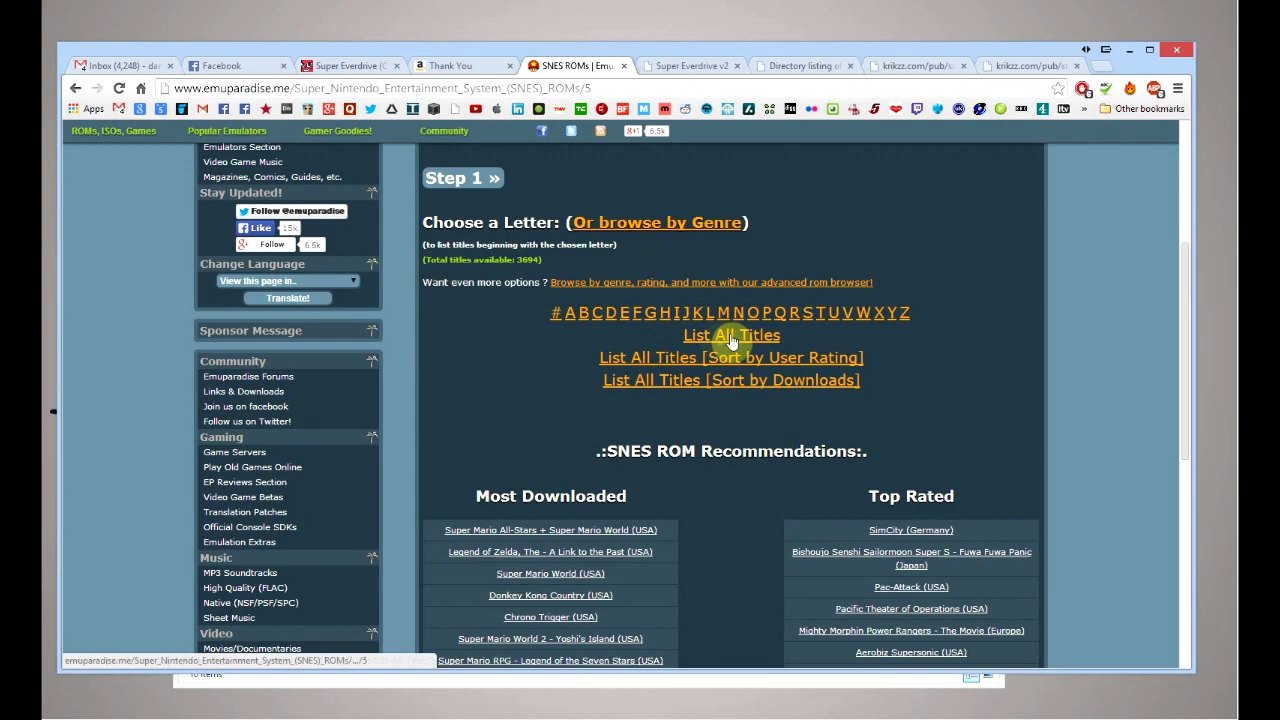 Inbox (4,248) - dar
Facebook
Super Everdrive (C
Thank You
SNES ROMs | Emu
Super Everdrive v2
Directory listing of
krikzz.com/pub/su
krikzz.com/pub/su
www.emuparadise.me/Super_Nintendo_Entertainment_System_(SNES)_ROMs/5
Apps
Other bookmarks
ROMs, ISOs, Games
Popular Emulators
Gamer Goodies!
Community
+1 6.5k
Emulators Section
Video Game Music
Magazines, Comics, Guides, etc.
Stay Updated!
Follow @emuparadise
Like 15k
Follow 6.5k
Change Language
View this page in..
Translate!
Sponsor Message
Community
Emuparadise Forums
Links & Downloads
Join us on facebook
Follow us on Twitter!
Gaming
Game Servers
Play Old Games Online
EP Reviews Section
Video Game Betas
Translation Patches
Official Console SDKs
Emulation Extras
Music
MP3 Soundtracks
High Quality (FLAC)
Native (NSF/PSF/SPC)
Sheet Music
Video
Movies/Documentaries
Step 1 »
Choose a Letter: (Or browse by Genre)
(to list titles beginning with the chosen letter)
(Total titles available: 3694)
Want even more options ? Browse by genre, rating, and more with our advanced rom browser!
# A B C D E F G H I J K L M N O P Q R S T U V W X Y Z
List All Titles
List All Titles [Sort by User Rating]
List All Titles [Sort by Downloads]
.:SNES ROM Recommendations:.
Most Downloaded
Super Mario All-Stars + Super Mario World (USA)
Legend of Zelda, The - A Link to the Past (USA)
Super Mario World (USA)
Donkey Kong Country (USA)
Chrono Trigger (USA)
Super Mario World 2 - Yoshi's Island (USA)
Super Mario RPG - Legend of the Seven Stars (USA)
Top Rated
SimCity (Germany)
Bishoujo Senshi Sailormoon Super S - Fuwa Fuwa Panic
(Japan)
Pac-Attack (USA)
Pacific Theater of Operations (USA)
Mighty Morphin Power Rangers - The Movie (Europe)
Aerobiz Supersonic (USA)
emuparadise.me/Super_Nintendo_Entertainment_System_(SNES)_ROMs/.../5
items